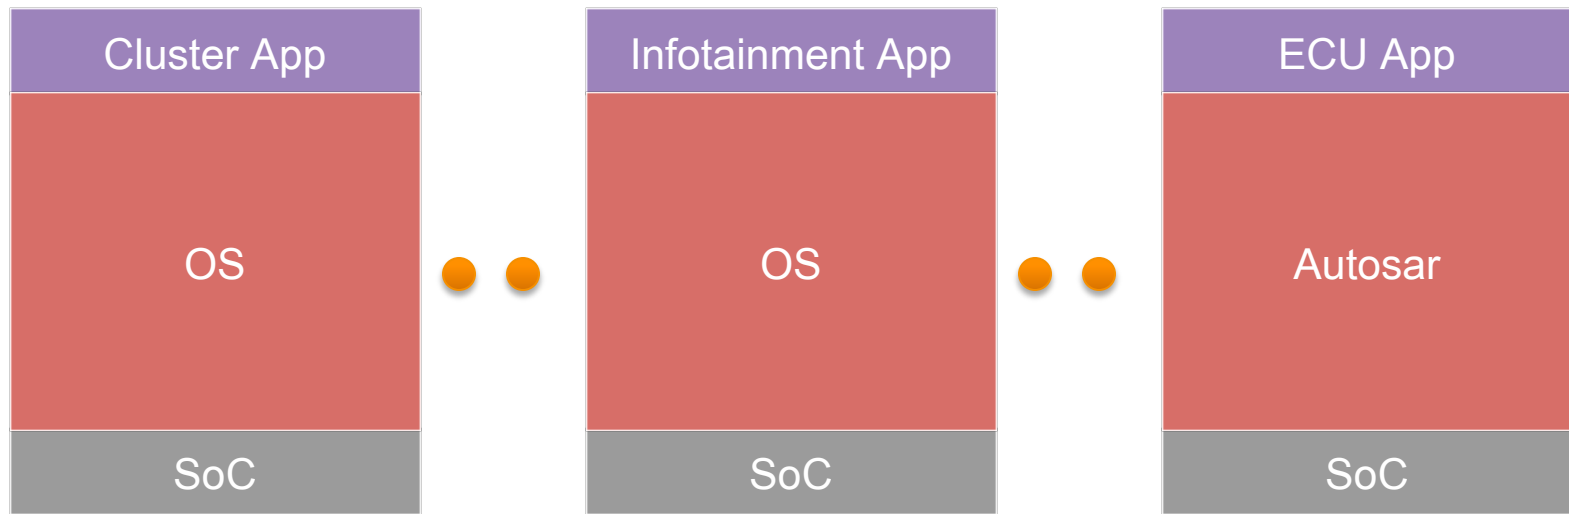 Cluster App
Infotainment App
ECU App
OS
OS
Autosar
SoC
SoC
SoC